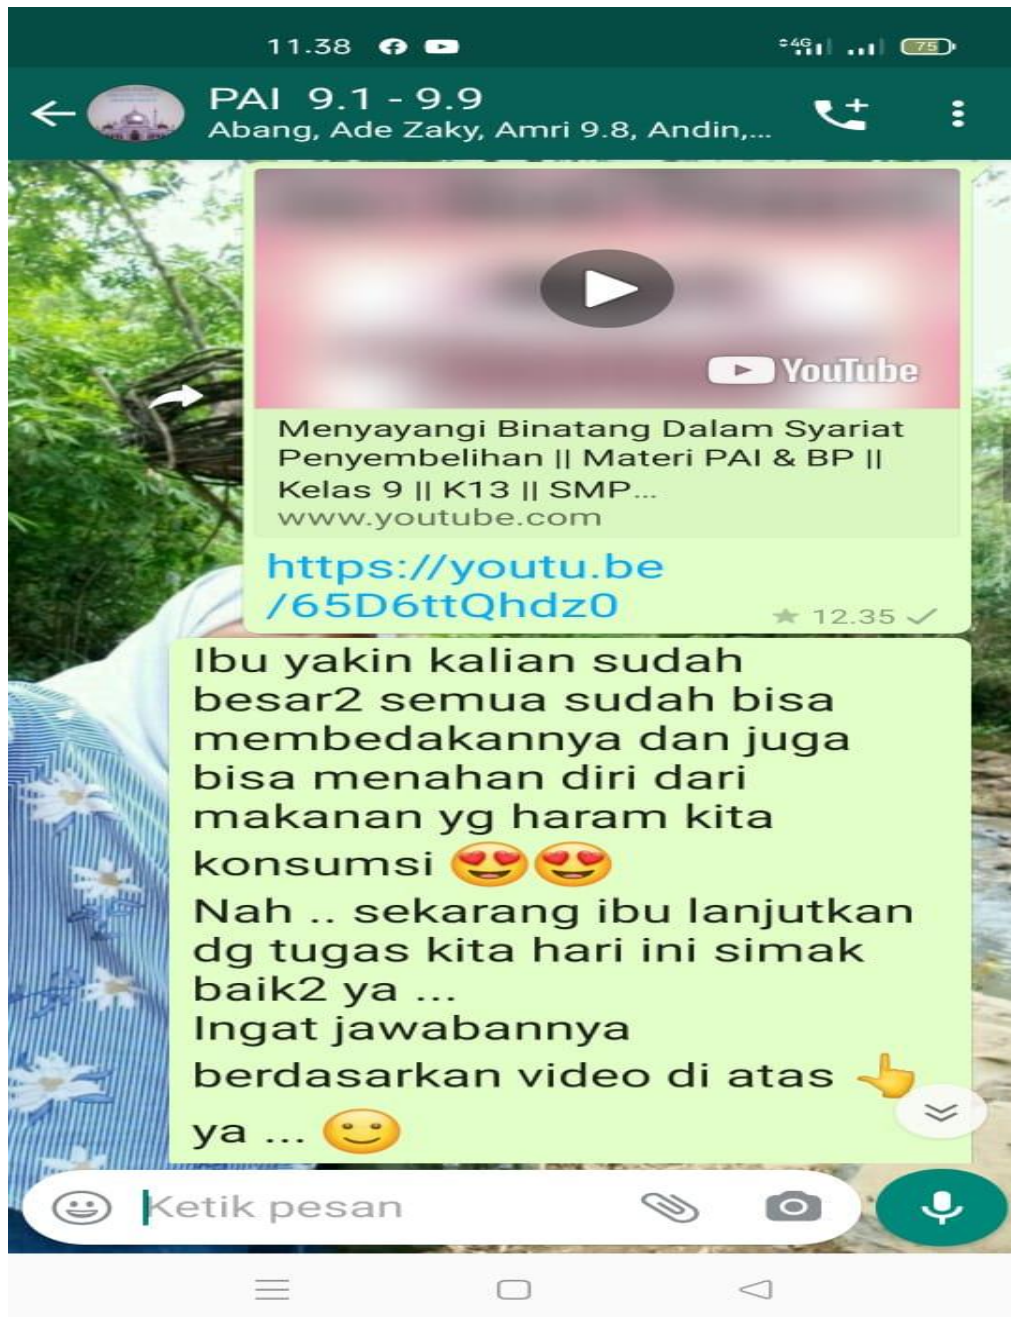 11.38
4G
75
PAI 9.1 - 9.9
Abang, Ade Zaky, Amri 9.8, Andin,...
YouTube
Menyayangi Binatang Dalam Syariat
Penyembelihan || Materi PAI & BP ||
Kelas 9 || K13 || SMP...
www.youtube.com
https://youtu.be
/65D6ttQhdz0
12.35
Ibu yakin kalian sudah
besar2 semua sudah bisa
membedakannya dan juga
bisa menahan diri dari
makanan yg haram kita
konsumsi 😍😍
Nah .. sekarang ibu lanjutkan
dg tugas kita hari ini simak
baik2 ya ...
Ingat jawabannya
berdasarkan video di atas 👆
ya ... 🙂
Ketik pesan